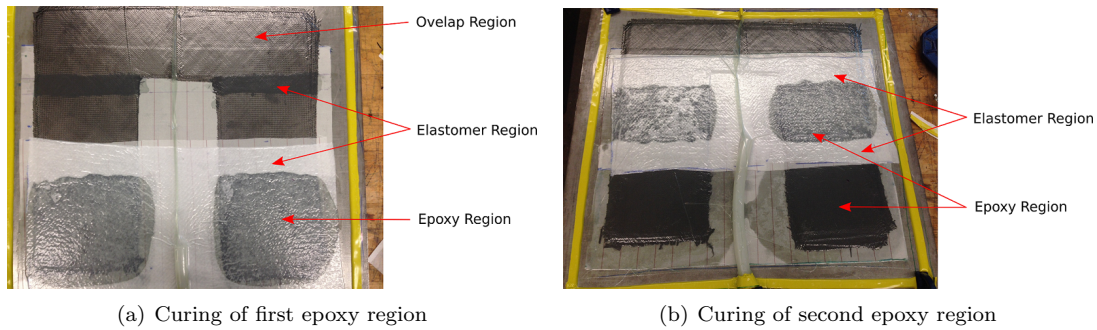 Ovelap Region
Elastomer Region
Epoxy Region
Elastomer Region
Epoxy Region
(a) Curing of first epoxy region
(b) Curing of second epoxy region